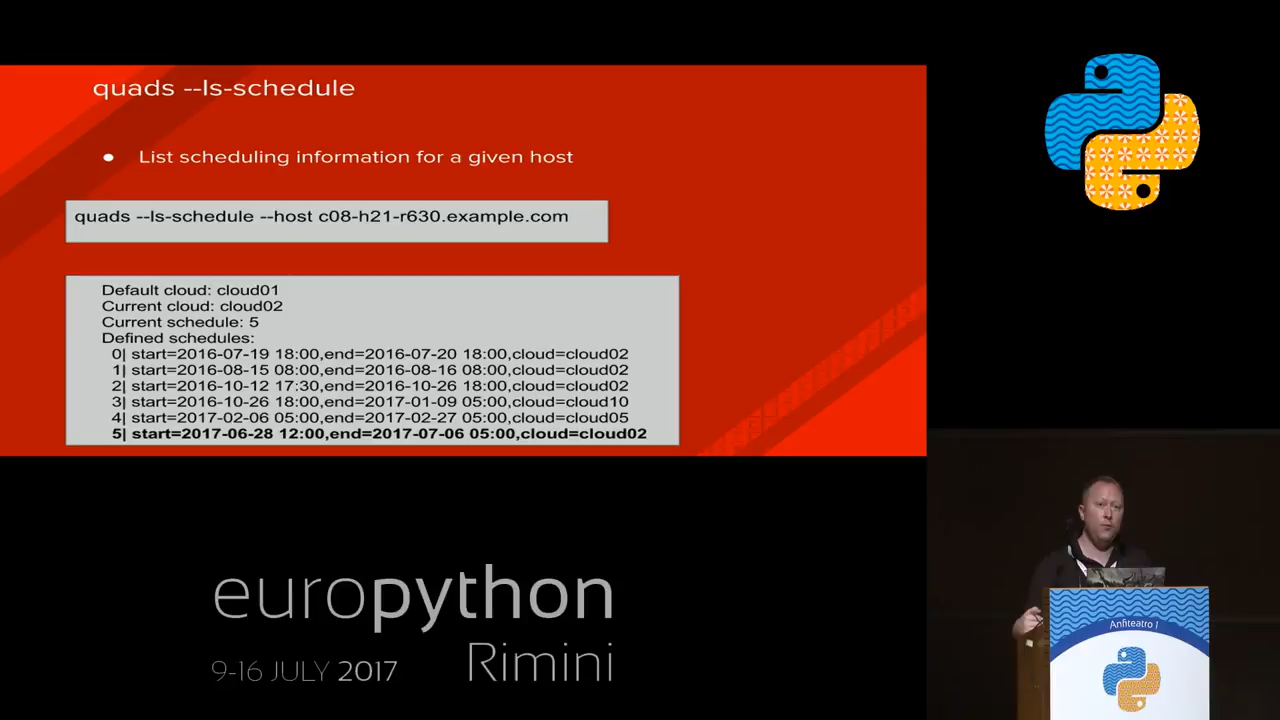 quads --ls-schedule
● List scheduling information for a given host
quads --ls-schedule --host c08-h21-r630.example.com
Default cloud: cloud01
Current cloud: cloud02
Current schedule: 5
Defined schedules:
0| start=2016-07-19 18:00,end=2016-07-20 18:00,cloud=cloud02
1| start=2016-08-15 08:00,end=2016-08-16 08:00,cloud=cloud02
2| start=2016-10-12 17:30,end=2016-10-26 18:00,cloud=cloud02
3| start=2016-10-26 18:00,end=2017-01-09 05:00,cloud=cloud10
4| start=2017-02-06 05:00,end=2017-02-27 05:00,cloud=cloud05
5| start=2017-06-28 12:00,end=2017-07-06 05:00,cloud=cloud02
europython
9-16 JULY 2017 Rimini
Anfiteatro 1